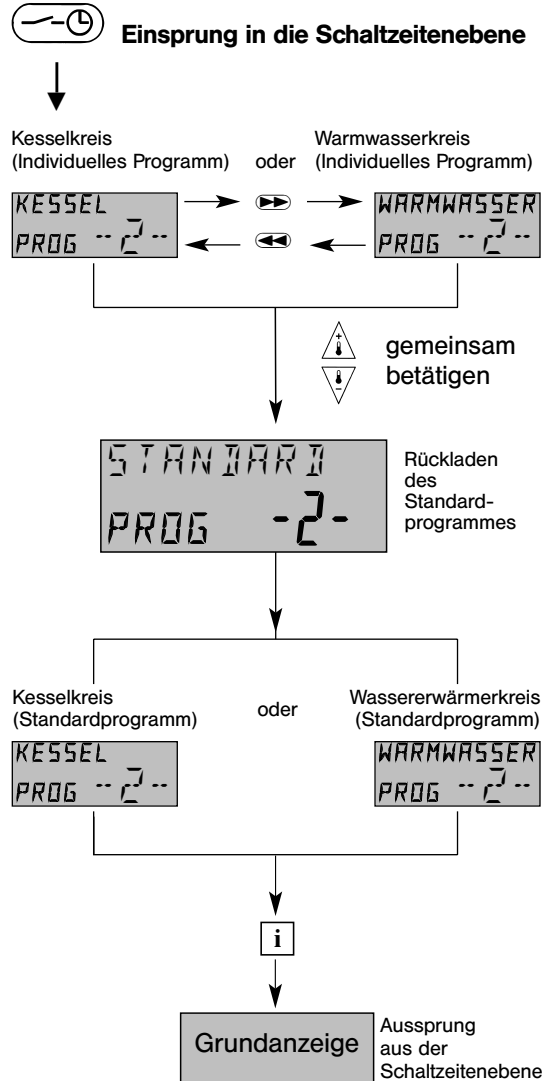 Einsprung in die Schaltzeitenebene
Kesselkreis
(Individuelles Programm)
oder
Warmwasserkreis
(Individuelles Programm)
KESSEL
PROG --2--
WARMWASSER
PROG --2--
+
-
gemeinsam
betätigen
STANDARD
PROG -2-
Rückladen
des
Standard-
programmes
Kesselkreis
(Standardprogramm)
oder
Wassererwärmerkreis
(Standardprogramm)
KESSEL
PROG --2--
WARMWASSER
PROG --2--
i
Grundanzeige
Aussprung
aus der
Schaltzeitenebene